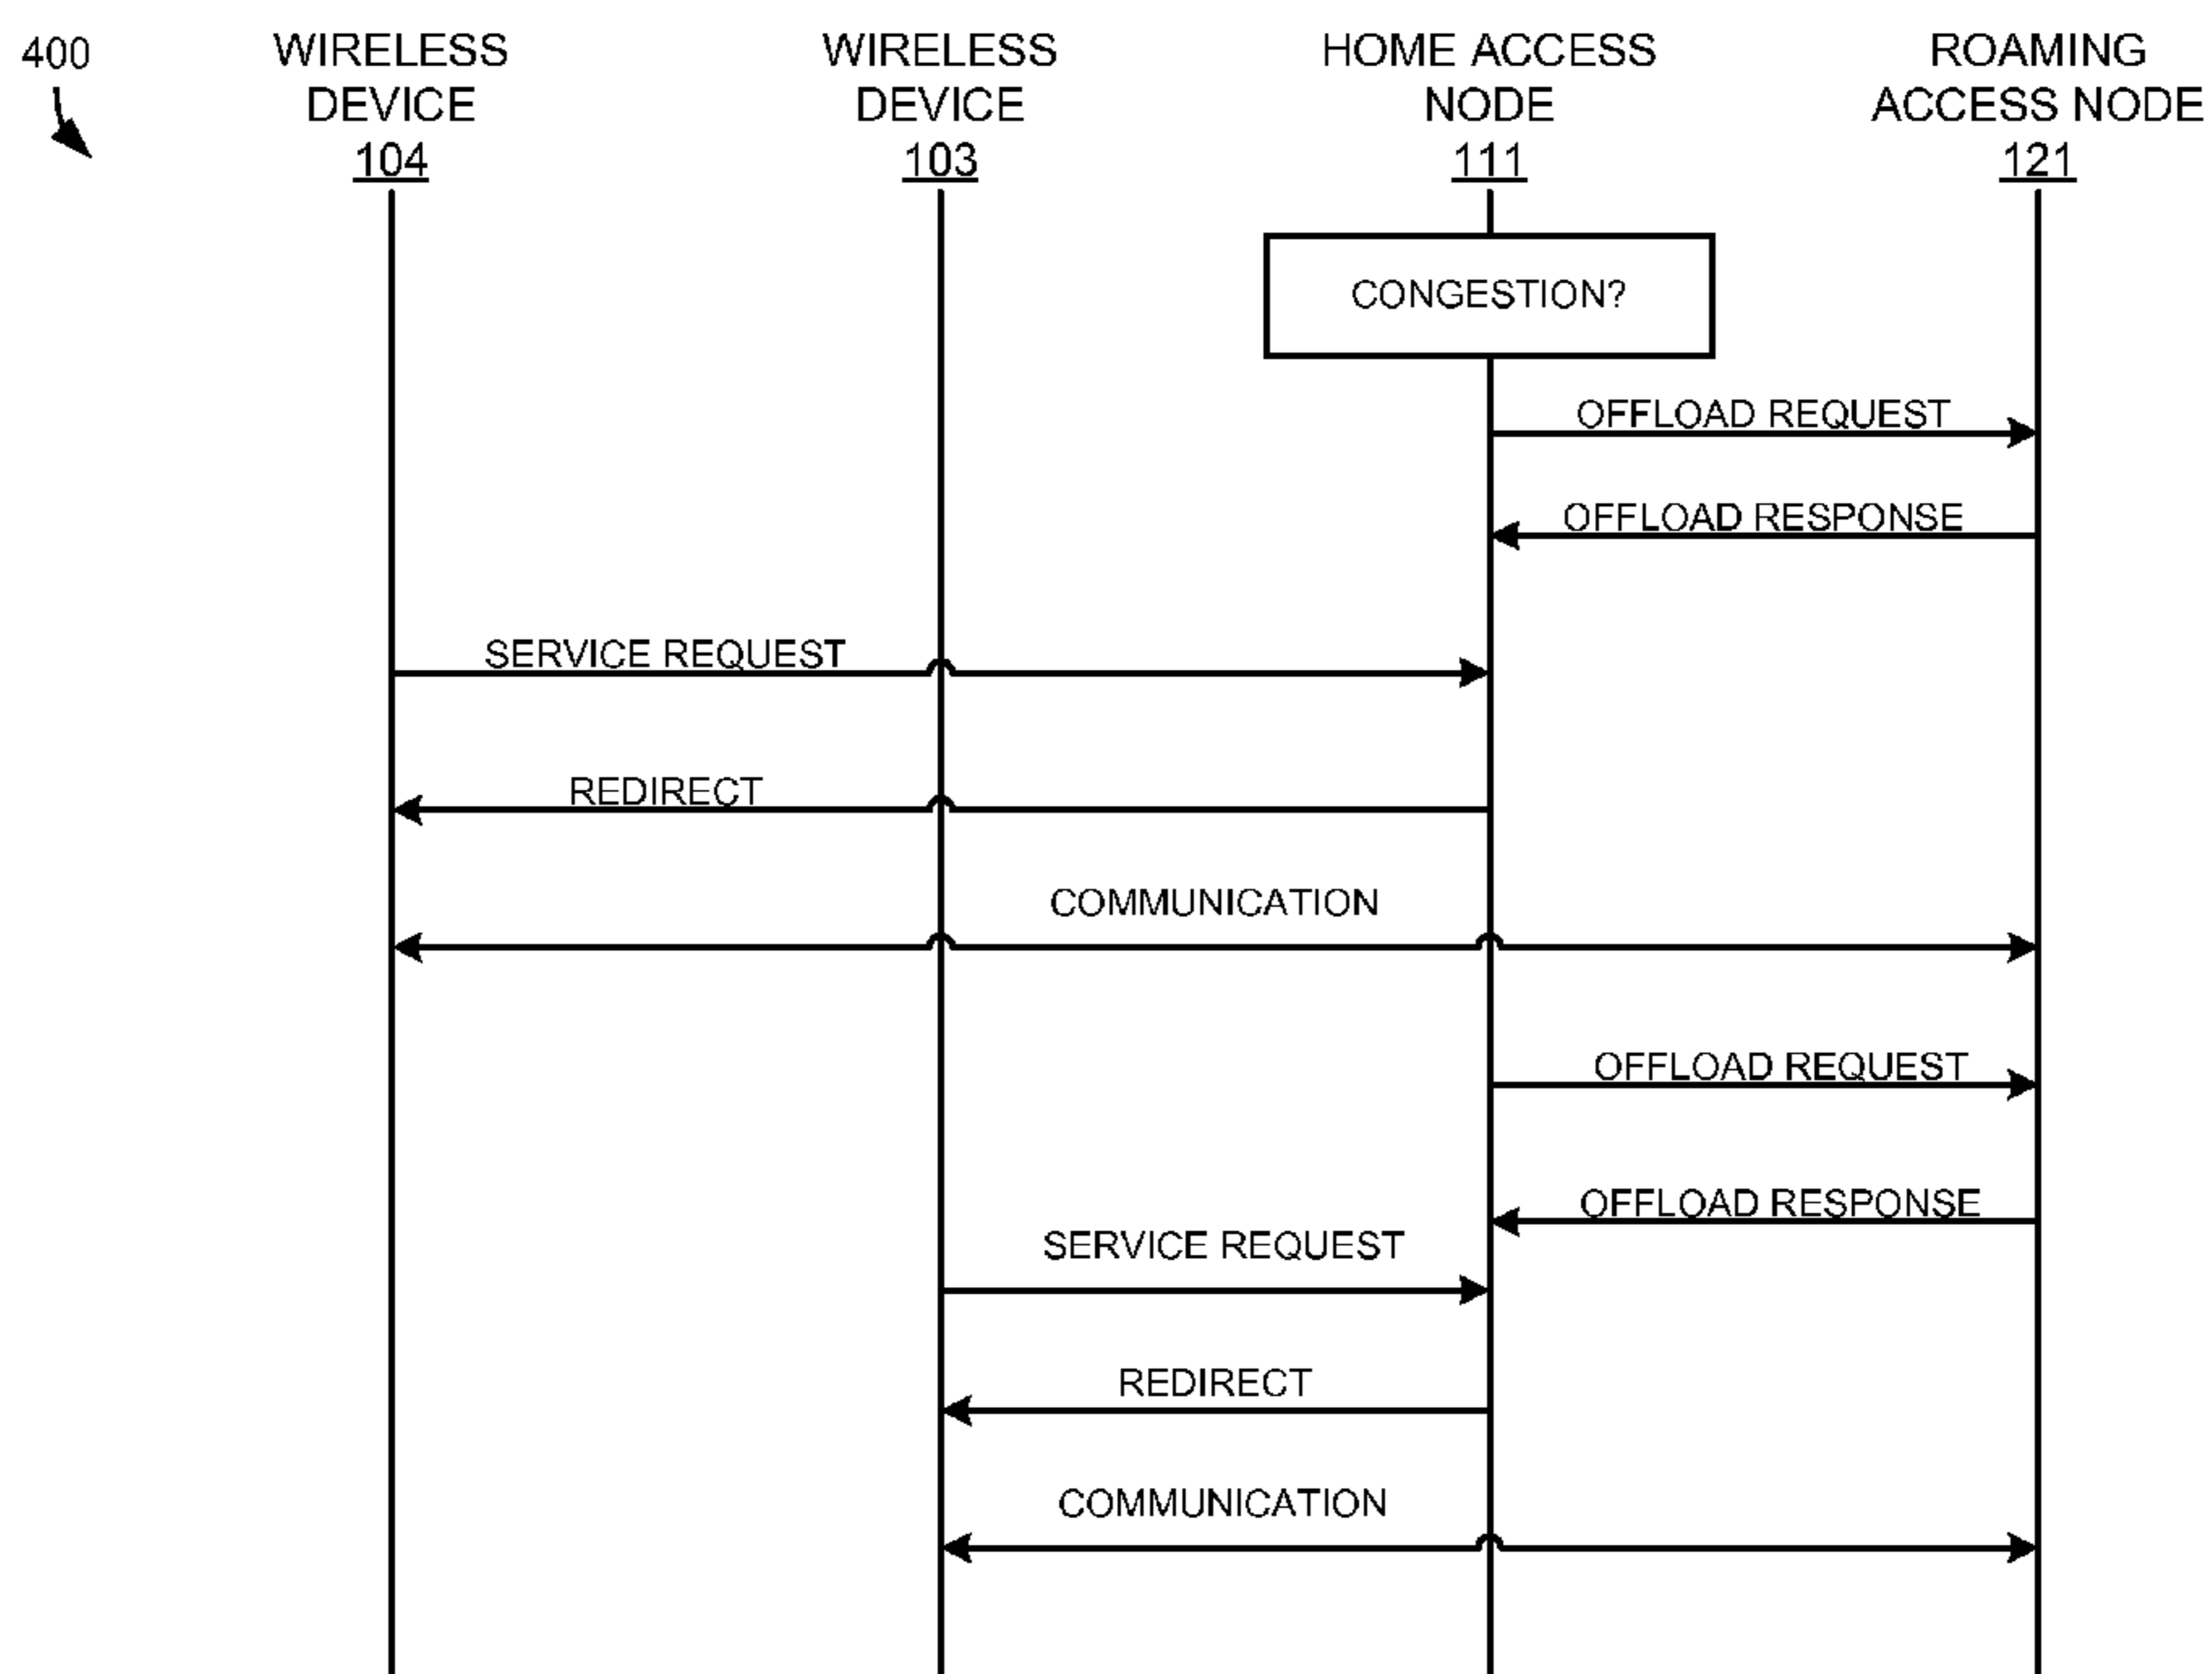 400
WIRELESS
DEVICE
104
WIRELESS
DEVICE
103
HOME ACCESS
NODE
111
ROAMING
ACCESS NODE
121
CONGESTION?
OFFLOAD REQUEST
OFFLOAD RESPONSE
SERVICE REQUEST
REDIRECT
COMMUNICATION
OFFLOAD REQUEST
OFFLOAD RESPONSE
SERVICE REQUEST
REDIRECT
COMMUNICATION